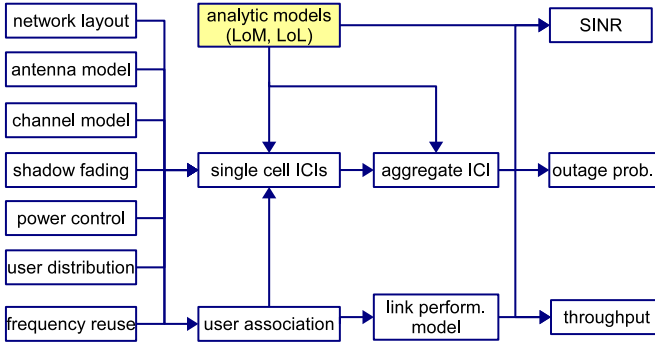 network layout
antenna model
channel model
shadow fading
power control
user distribution
frequency reuse
analytic models
(LoM, LoL)
single cell ICIs
user association
aggregate ICI
link perform.
model
SINR
outage prob.
throughput